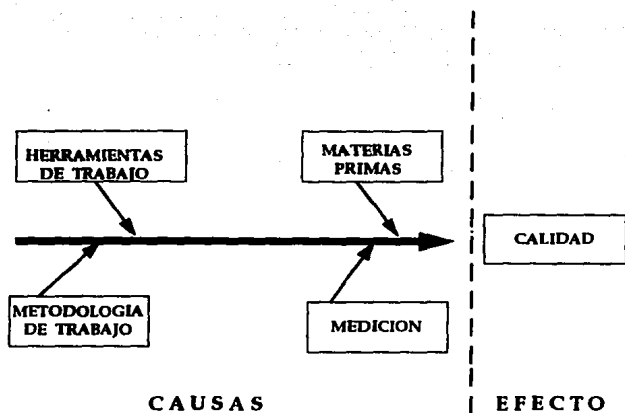 HERRAMIENTAS
DE TRABAJO
MATERIAS
PRIMAS
CALIDAD
METODOLOGIA
DE TRABAJO
MEDICION
CAUSAS
EFECTO